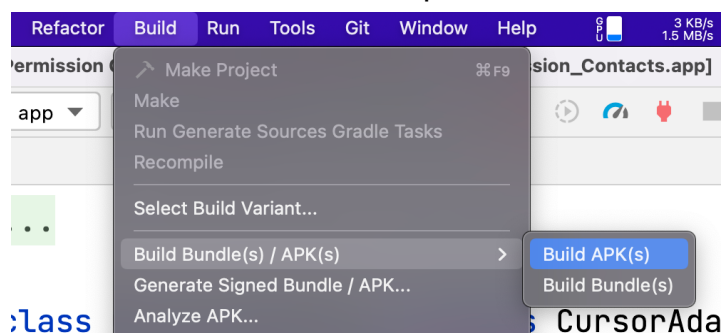 Refactor Build Run Tools Git Window Help GPU 3 KB/s
1.5 MB/s
Permission sion_Contacts.app]
Make Project ⌘F9
app
Make
Run Generate Sources Gradle Tasks
Recompile
Select Build Variant...
...
Build Bundle(s) / APK(s) > Build APK(s)
Generate Signed Bundle / APK... Build Bundle(s)
Analyze APK...
class CursorAda